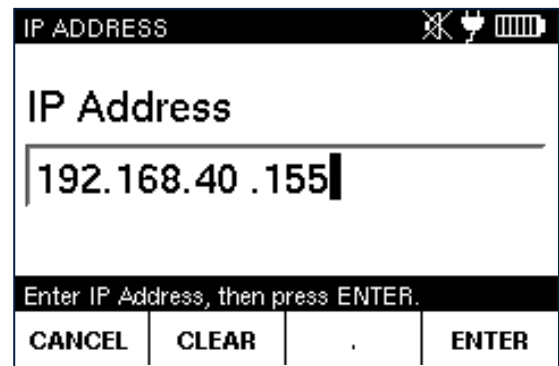 IP ADDRESS
IP Address
192.168.40 .155
Enter IP Address, then press ENTER.
CANCEL CLEAR . ENTER